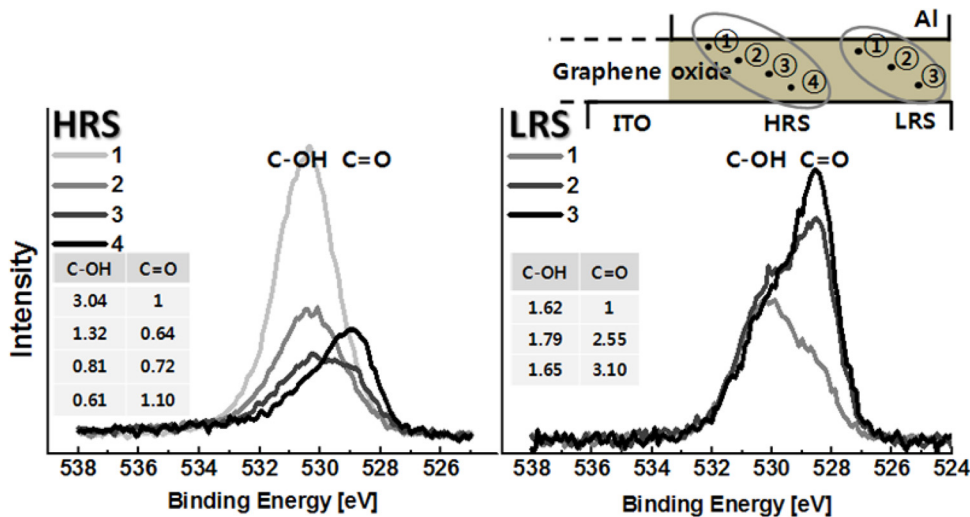 Al
① ② ③ ④ ① ② ③
Graphene oxide
ITO HRS LRS
HRS
1
2
3
4
C-OH C=O
C-OH C=O
3.04 1
1.32 0.64
0.81 0.72
0.61 1.10
Intensity
538 536 534 532 530 528 526
Binding Energy [eV]
LRS
1
2
3
C-OH C=O
C-OH C=O
1.62 1
1.79 2.55
1.65 3.10
538 536 534 532 530 528 526 524
Binding Energy [eV]